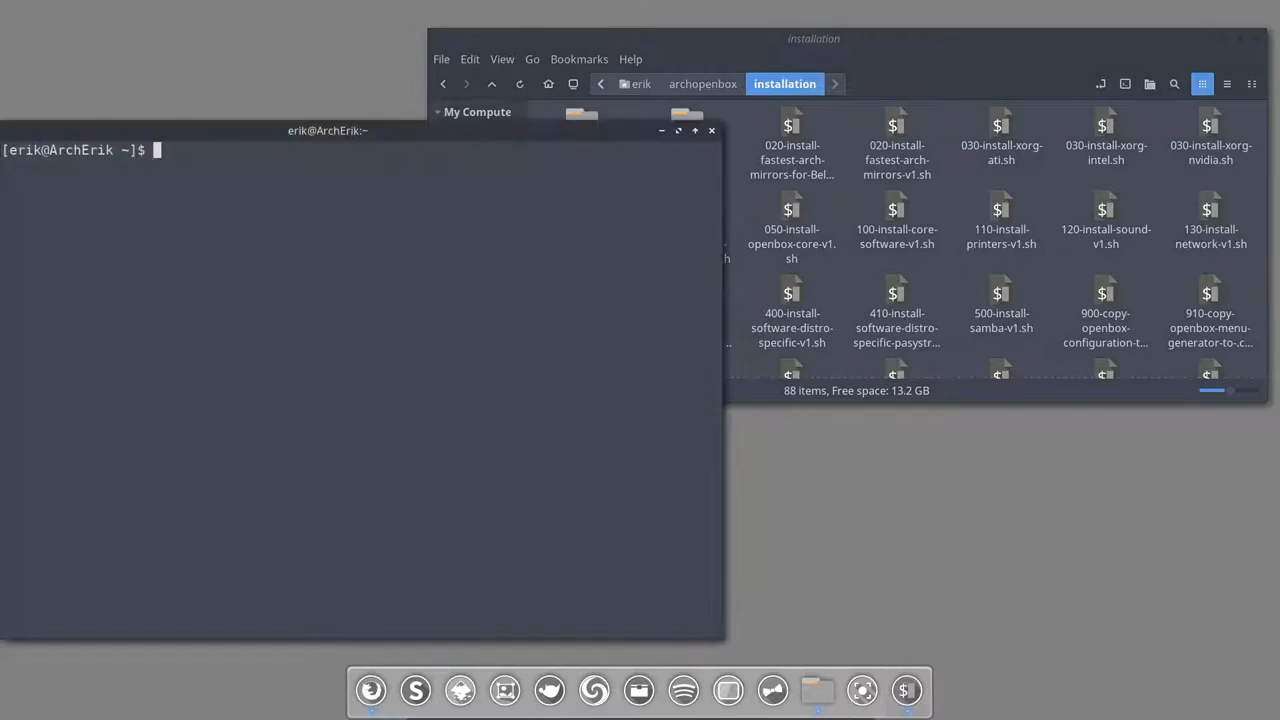 installation
File Edit View Go Bookmarks Help
erik archopenbox installation
My Compute
erik@ArchErik:~
[erik@ArchErik ~]$
020-install-
fastest-arch-
mirrors-for-Bel...
020-install-
fastest-arch-
mirrors-v1.sh
030-install-xorg-
ati.sh
030-install-xorg-
intel.sh
030-install-xorg-
nvidia.sh
050-install-
openbox-core-v1.
sh
100-install-core-
software-v1.sh
110-install-
printers-v1.sh
120-install-sound-
v1.sh
130-install-
network-v1.sh
400-install-
software-distro-
specific-v1.sh
410-install-
software-distro-
specific-pasystr...
500-install-
samba-v1.sh
900-copy-
openbox-
configuration-t...
910-copy-
openbox-menu-
generator-to-.c...
88 items, Free space: 13.2 GB